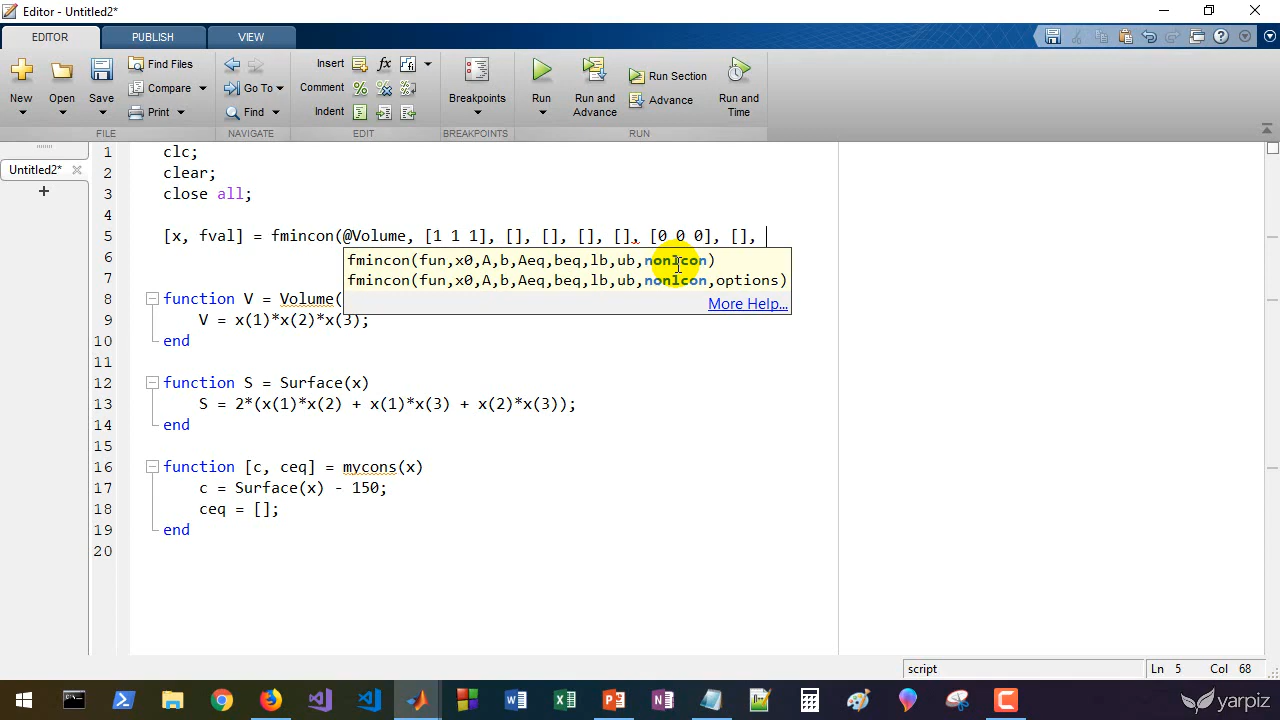 Editor - Untitled2*
EDITOR PUBLISH VIEW
New Open Save Find Files Compare Print
Go To Find
Insert fx
Comment % %
Indent
Breakpoints
Run Run and Advance Run Section Advance Run and Time
FILE NAVIGATE EDIT BREAKPOINTS RUN
Untitled2*
1 clc;
2 clear;
3 close all;
4
5 [x, fval] = fmincon(@Volume, [1 1 1], [], [], [], [], [0 0 0], [],
fmincon(fun,x0,A,b,Aeq,beq,lb,ub,nonlcon)
fmincon(fun,x0,A,b,Aeq,beq,lb,ub,nonlcon,options)
More Help...
6
7
8 function V = Volume(
9 V = x(1)*x(2)*x(3);
10 end
11
12 function S = Surface(x)
13 S = 2*(x(1)*x(2) + x(1)*x(3) + x(2)*x(3));
14 end
15
16 function [c, ceq] = mycons(x)
17 c = Surface(x) - 150;
18 ceq = [];
19 end
20
script Ln 5 Col 68
yarpiz